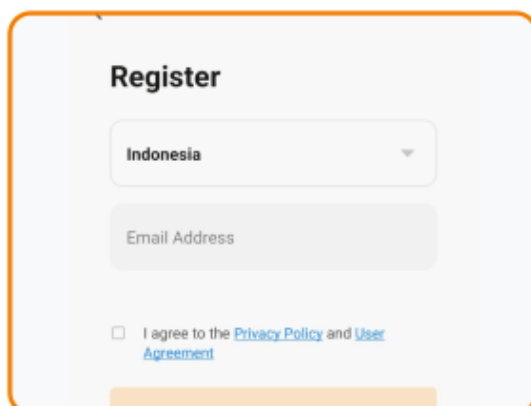 Register
Indonesia
Email Address
I agree to the Privacy Policy and User
Agreement